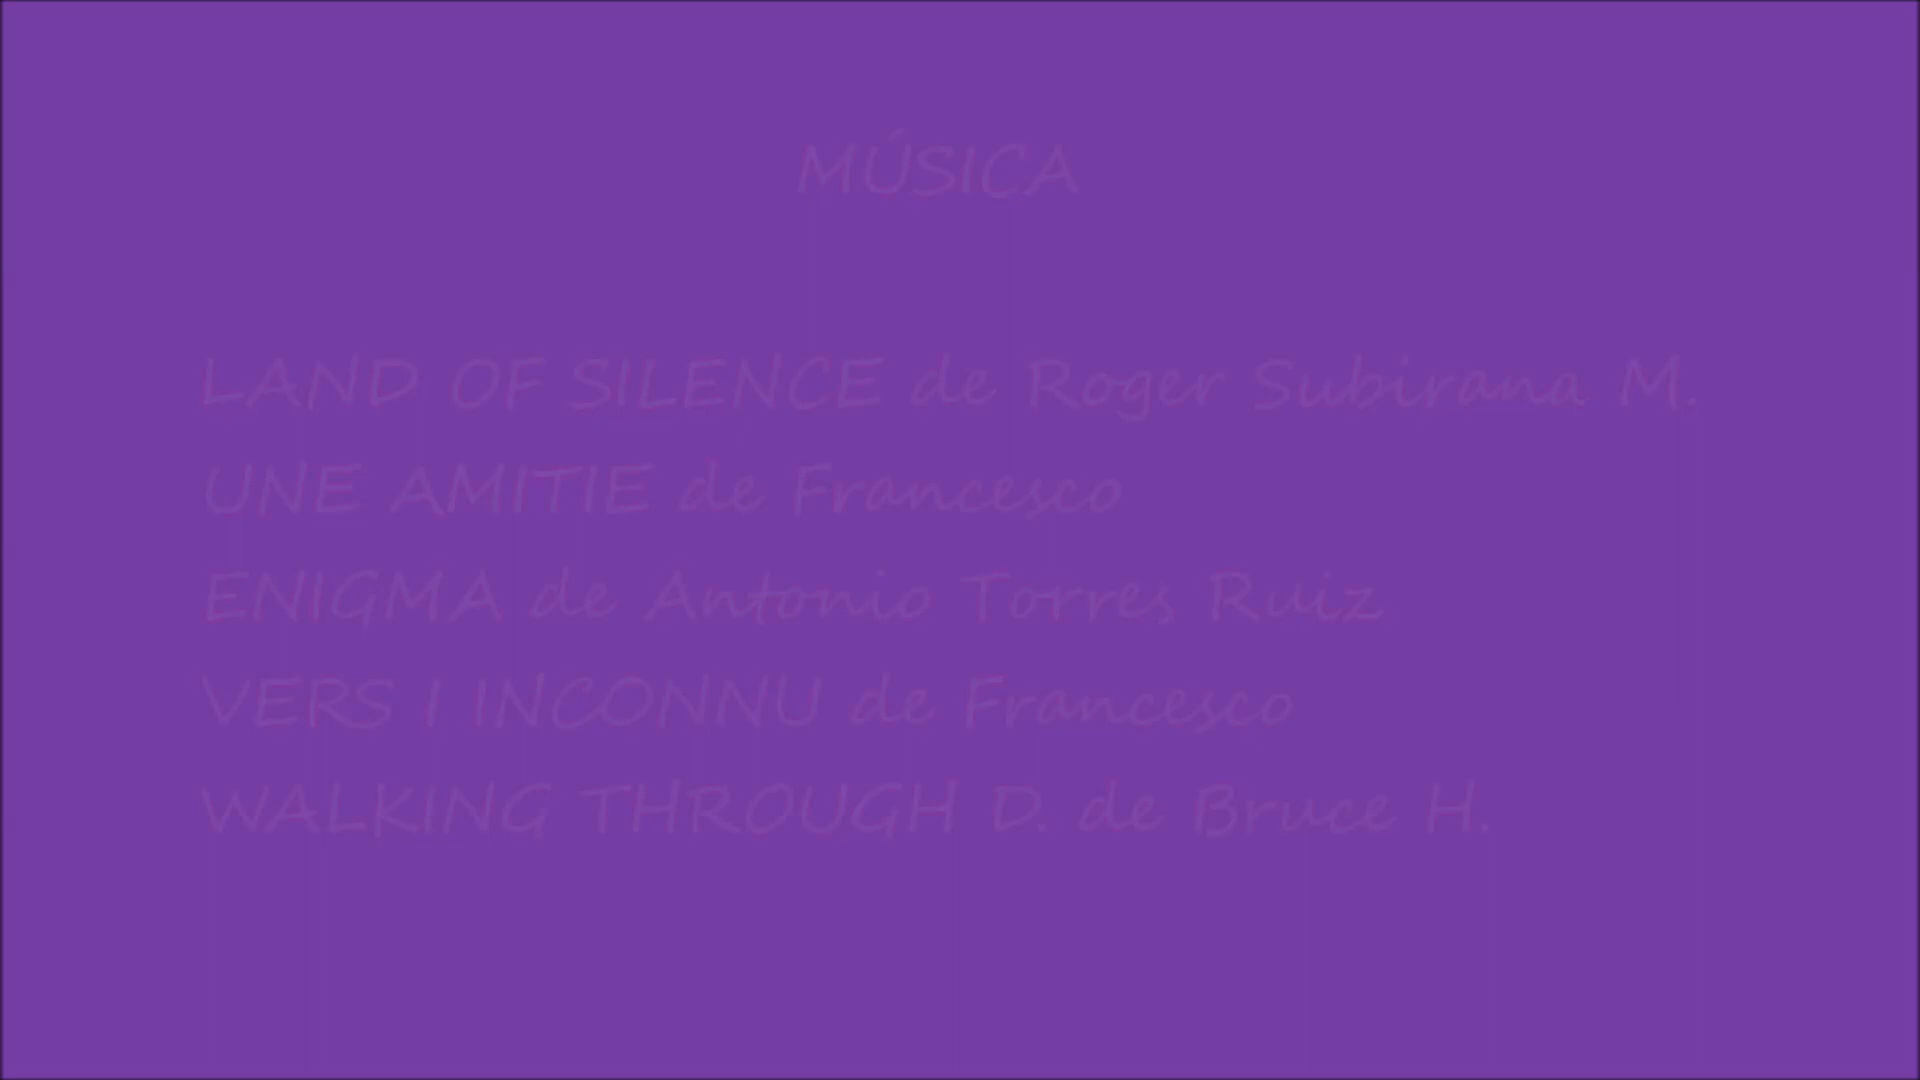 MÚSICA
LAND OF SILENCE de Roger Subirana M.
UNE AMITIE de Francesco
ENIGMA de Antonio Torres Ruiz
VERS I INCONNU de Francesco
WALKING THROUGH D. de Bruce H.